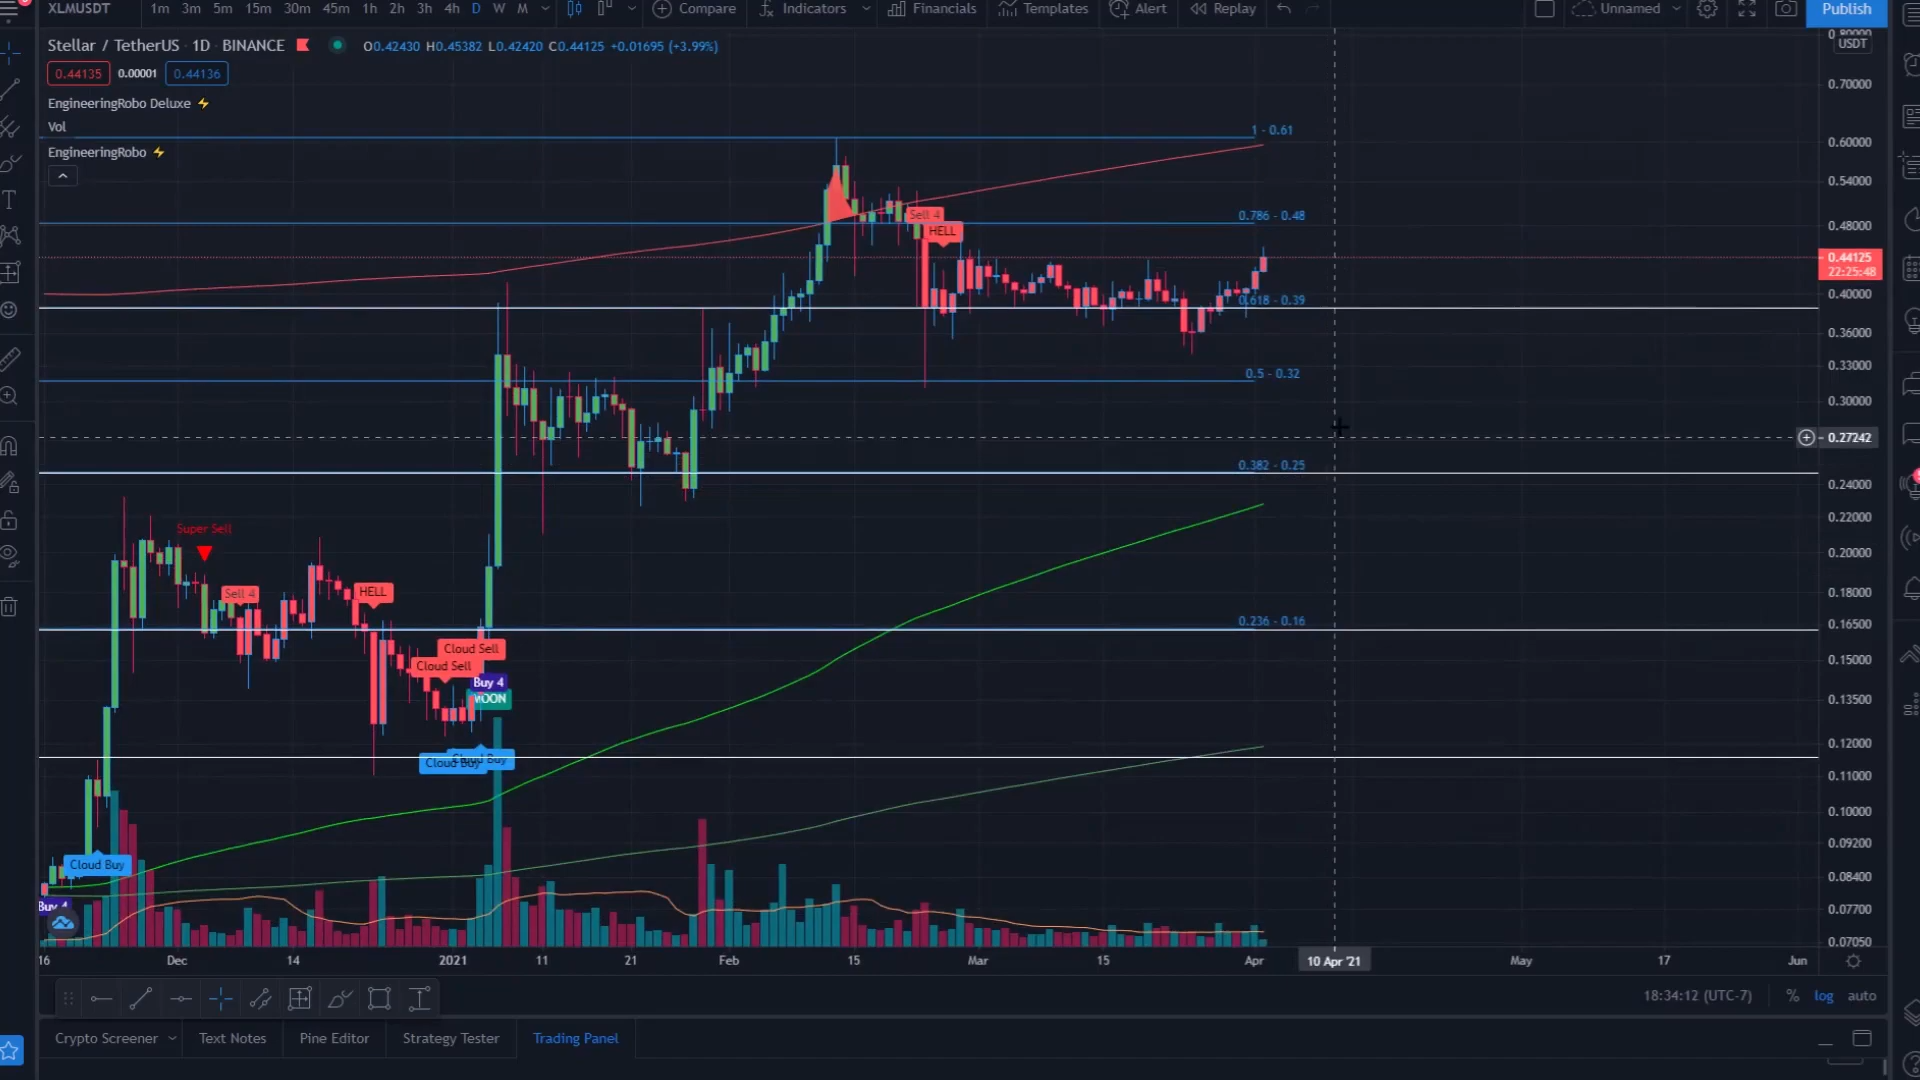 XLMUSDT 1m 3m 5m 15m 30m 45m 1h 2h 3h 4h D W M Compare Indicators Financials Templates Alert Replay Unnamed Publish
Stellar / TetherUS · 1D · BINANCE O0.42430 H0.45382 L0.42420 C0.44125 +0.01695 (+3.99%)
USDT
0.44135 0.00001 0.44136
0.70000
EngineeringRobo Deluxe
Vol
1 - 0.61
0.60000
EngineeringRobo
0.54000
Sell 4
0.786 - 0.48
0.48000
HELL
0.44125
22:25:48
0.40000
0.618 - 0.39
0.36000
0.33000
0.5 - 0.32
0.30000
0.27242
0.382 - 0.25
0.24000
0.22000
Super Sell
0.20000
HELL
Sell 4
0.18000
0.236 - 0.16
0.16500
Cloud Sell
Cloud Sell
0.15000
Buy 4
MOON
0.13500
0.12000
Cloud Buy
Cloud Buy
0.11000
0.10000
0.09200
Cloud Buy
0.08400
Buy 4
0.07700
0.07050
16 Dec 14 2021 11 21 Feb 15 Mar 15 Apr 10 Apr '21 May 17 Jun
18:34:12 (UTC-7) % log auto
Crypto Screener Text Notes Pine Editor Strategy Tester Trading Panel